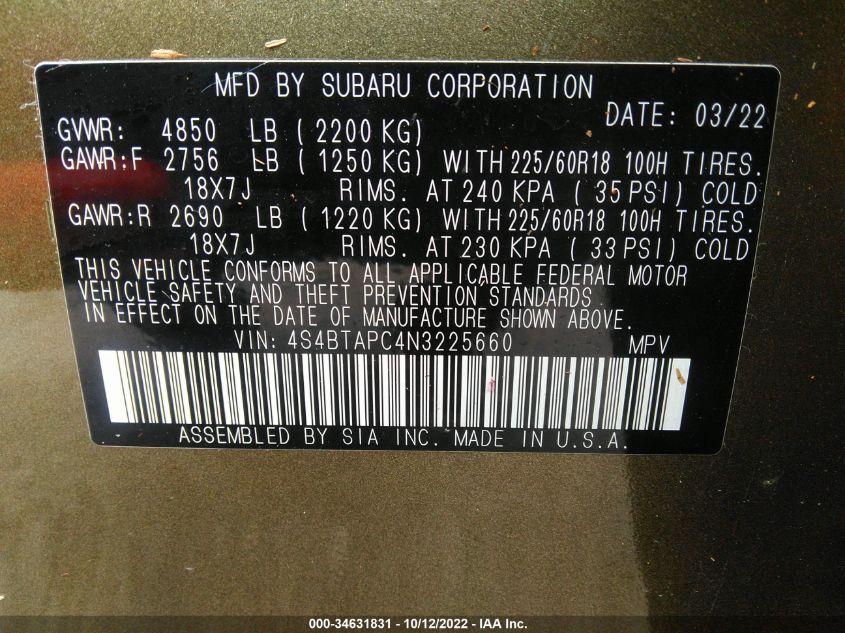 MFD BY SUBARU CORPORATION
DATE: 03/22
GVWR: 4850 LB ( 2200 KG)
GAWR:F 2756 LB ( 1250 KG) WITH 225/60R18 100H TIRES.
18X7J RIMS. AT 240 KPA ( 35 PSI) COLD
GAWR:R 2690 LB ( 1220 KG) WITH 225/60R18 100H TIRES.
18X7J RIMS. AT 230 KPA ( 33 PSI) COLD
THIS VEHICLE CONFORMS TO ALL APPLICABLE FEDERAL MOTOR
VEHICLE SAFETY AND THEFT PREVENTION STANDARDS
IN EFFECT ON THE DATE OF MANUFACTURE SHOWN ABOVE.
VIN: 4S4BTAPC4N3225660 MPV
ASSEMBLED BY SIA INC. MADE IN U.S.A.
000-34631831 - 10/12/2022 - IAA Inc.